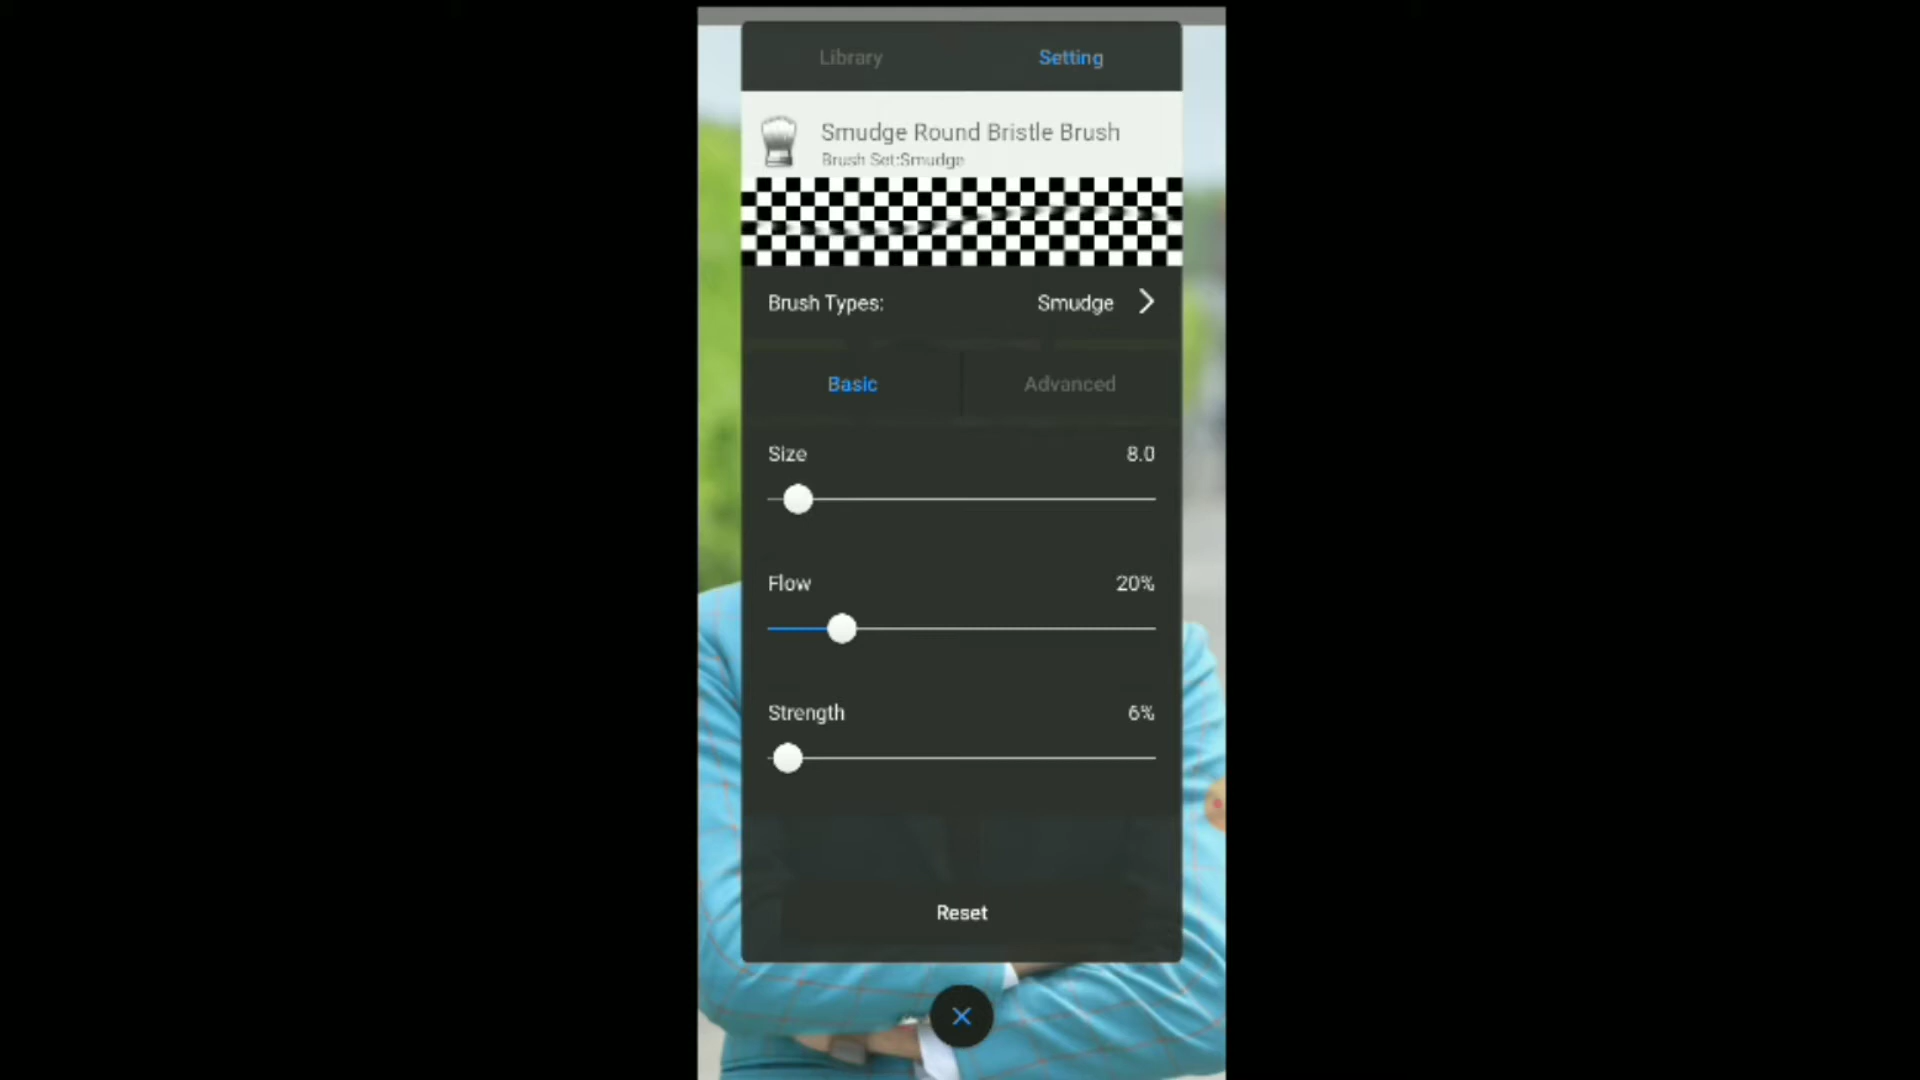 Library Setting
Smudge Round Bristle Brush
Brush Set:Smudge
Brush Types: Smudge
Basic Advanced
Size 8.0
Flow 20%
Strength 6%
Reset